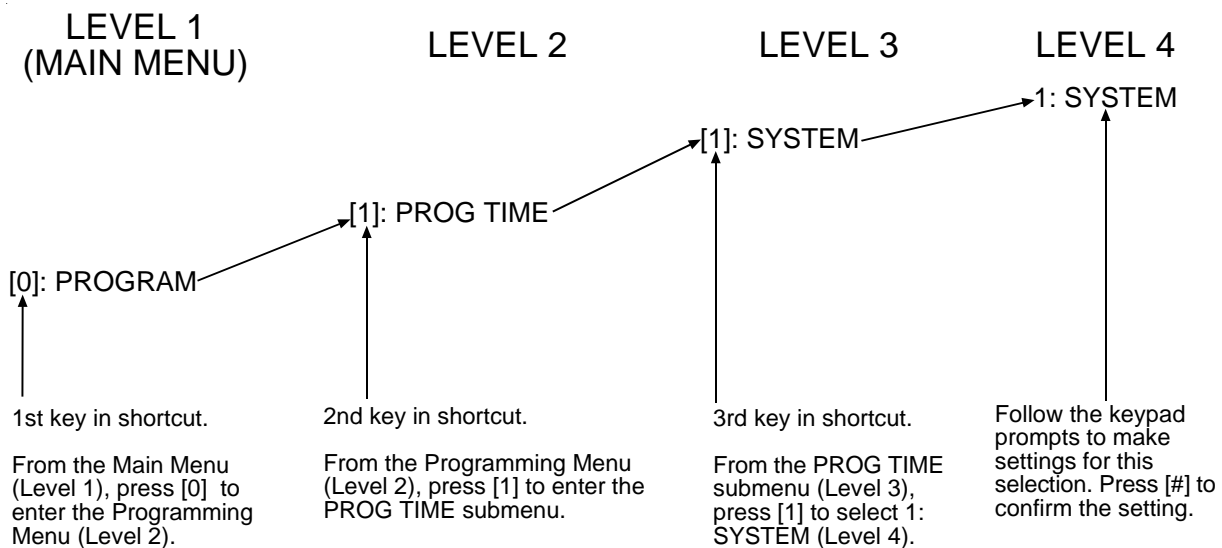 LEVEL 1
(MAIN MENU)
LEVEL 2
LEVEL 3
LEVEL 4
1: SYSTEM
[1]: SYSTEM
[1]: PROG TIME
[0]: PROGRAM
1st key in shortcut.
From the Main Menu
(Level 1), press [0] to
enter the Programming
Menu (Level 2).
2nd key in shortcut.
From the Programming Menu
(Level 2), press [1] to enter the
PROG TIME submenu.
3rd key in shortcut.
From the PROG TIME
submenu (Level 3),
press [1] to select 1:
SYSTEM (Level 4).
Follow the keypad
prompts to make
settings for this
selection. Press [#] to
confirm the setting.